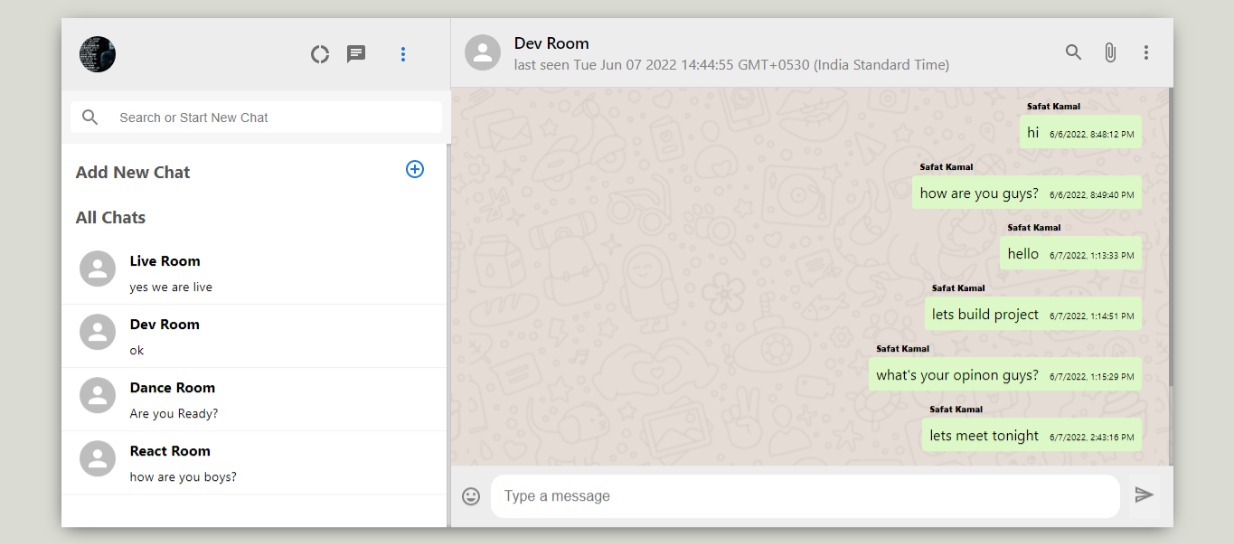 Search or Start New Chat
Add New Chat
All Chats
Live Room
yes we are live
Dev Room
ok
Dance Room
Are you Ready?
React Room
how are you boys?
Dev Room
last seen Tue Jun 07 2022 14:44:55 GMT+0530 (India Standard Time)
Safat Kamal
hi 6/6/2022, 8:48:12 PM
Safat Kamal
how are you guys? 6/6/2022, 8:49:40 PM
Safat Kamal
hello 6/7/2022, 1:13:33 PM
Safat Kamal
lets build project 6/7/2022, 1:14:51 PM
Safat Kamal
what's your opinon guys? 6/7/2022, 1:15:29 PM
Safat Kamal
lets meet tonight 6/7/2022, 2:43:16 PM
Type a message